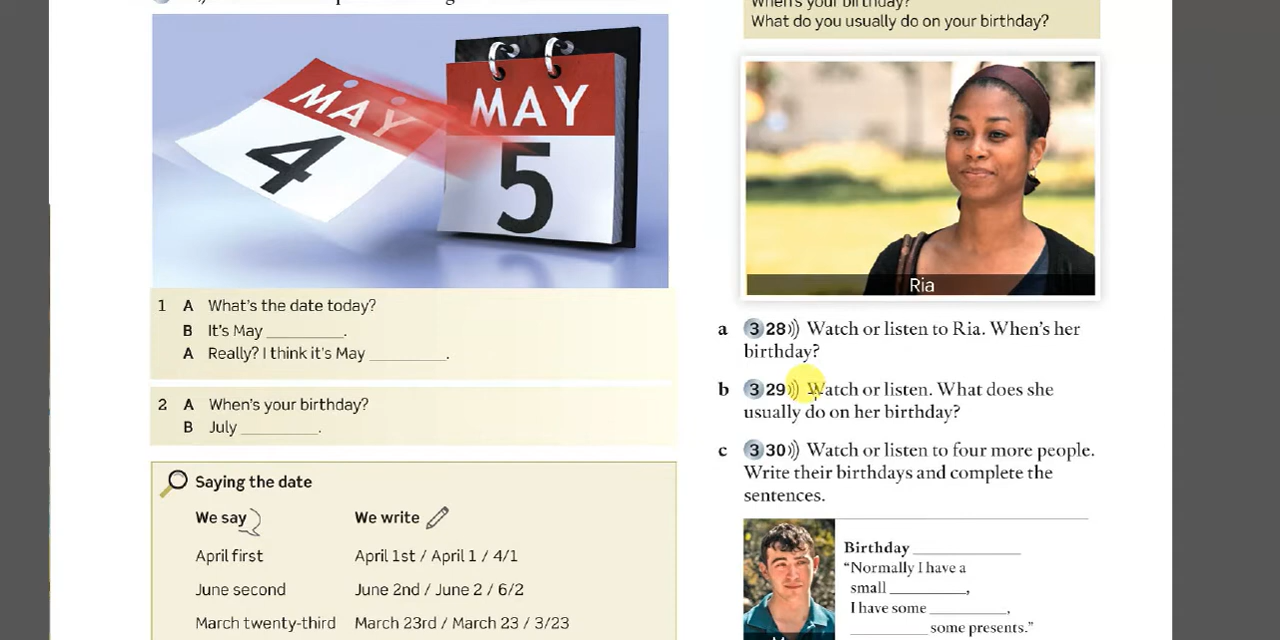 MAY
4
MAY
5
1 A What's the date today?
B It's May ________.
A Really? I think it's May ________.
2 A When's your birthday?
B July ________.
Saying the date
We say We write
April first April 1st / April 1 / 4/1
June second June 2nd / June 2 / 6/2
March twenty-third March 23rd / March 23 / 3/23
When's your birthday?
What do you usually do on your birthday?
Ria
a 3 28 Watch or listen to Ria. When's her
birthday?
b 3 29 Watch or listen. What does she
usually do on her birthday?
c 3 30 Watch or listen to four more people.
Write their birthdays and complete the
sentences.
Birthday ________
"Normally I have a
small ________,
I have some ________,
________ some presents."